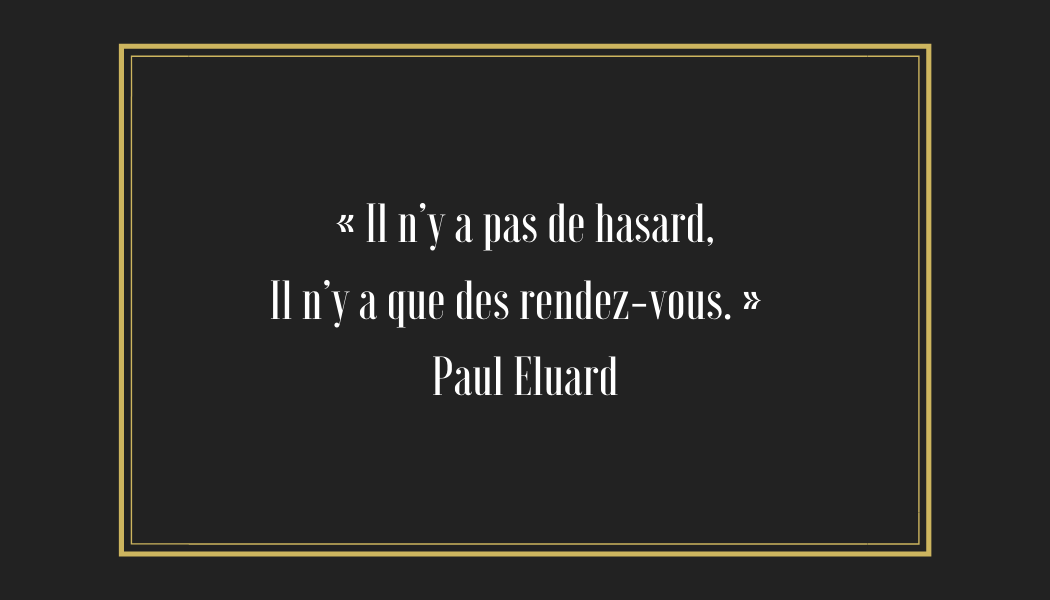 « Il n’y a pas de hasard,
Il n’y a que des rendez-vous. »
Paul Eluard